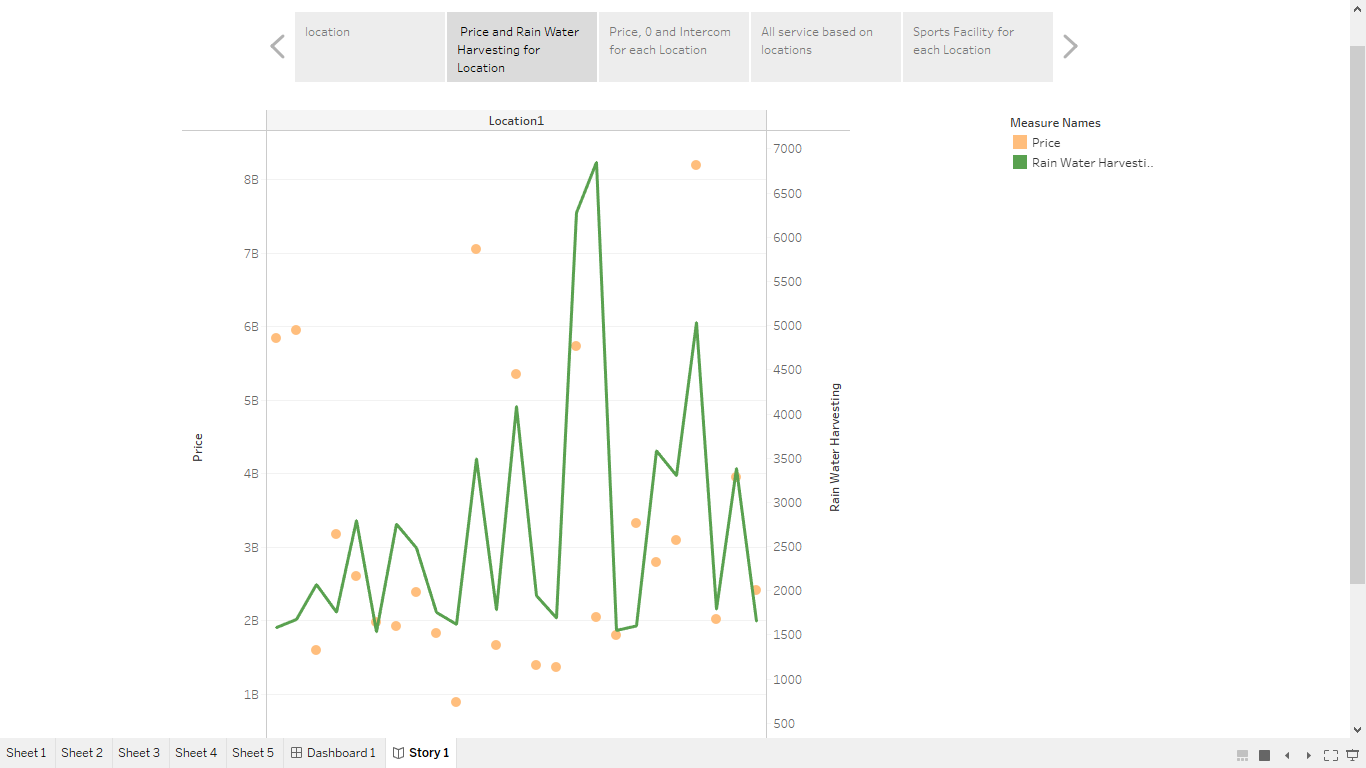 location
Price and Rain Water
Harvesting for
Location
Price, 0 and Intercom
for each Location
All service based on
locations
Sports Facility for
each Location
Location1
Measure Names
Price
Rain Water Harvesti..
8B
7B
6B
5B
4B
3B
2B
1B
Price
7000
6500
6000
5500
5000
4500
4000
3500
3000
2500
2000
1500
1000
500
Rain Water Harvesting
Sheet 1
Sheet 2
Sheet 3
Sheet 4
Sheet 5
Dashboard 1
Story 1